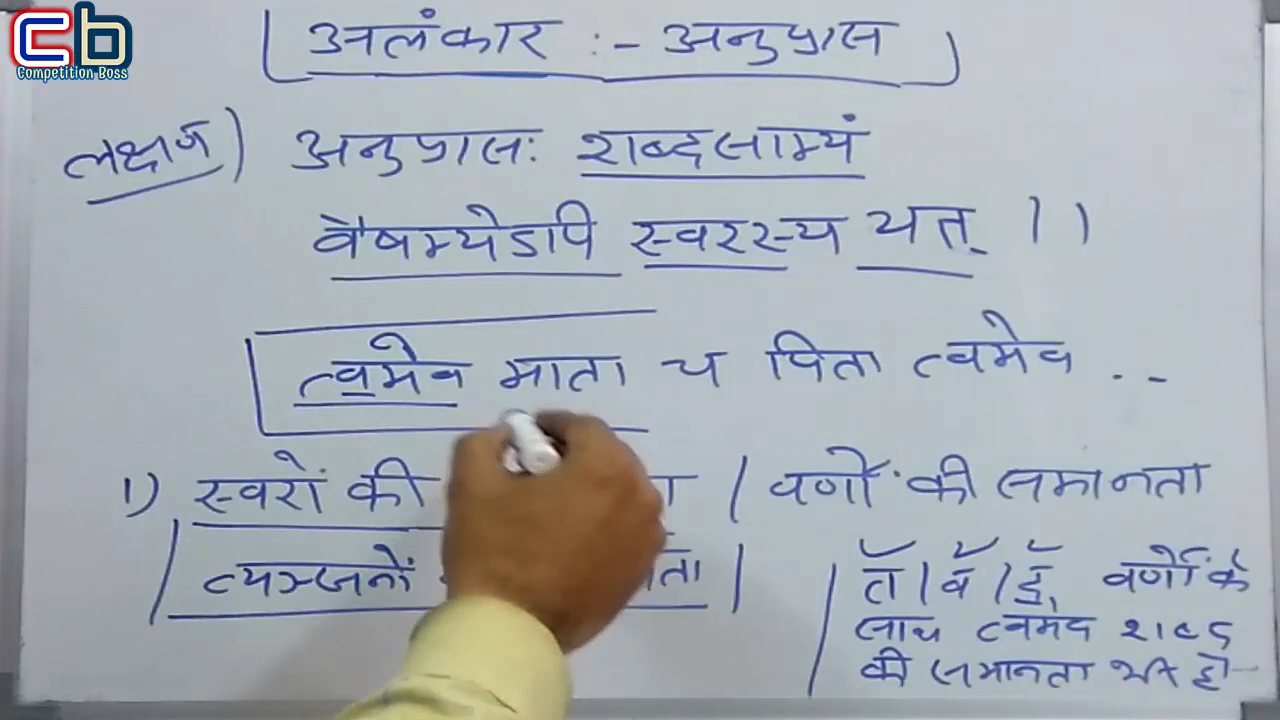 cb
Competition Boss
अलंकार :- अनुप्रास
लक्षण) अनुप्रासः शब्दसाम्यं
वैषम्येऽपि स्वरस्य यत् ।।
त्वमेव माता च पिता त्वमेव ..
1) स्वरों की | वर्णों की समानता
व्यञ्जनों
त् | व् | द्, वर्णों के
साथ त्वमेव शब्द
की समानता भी है